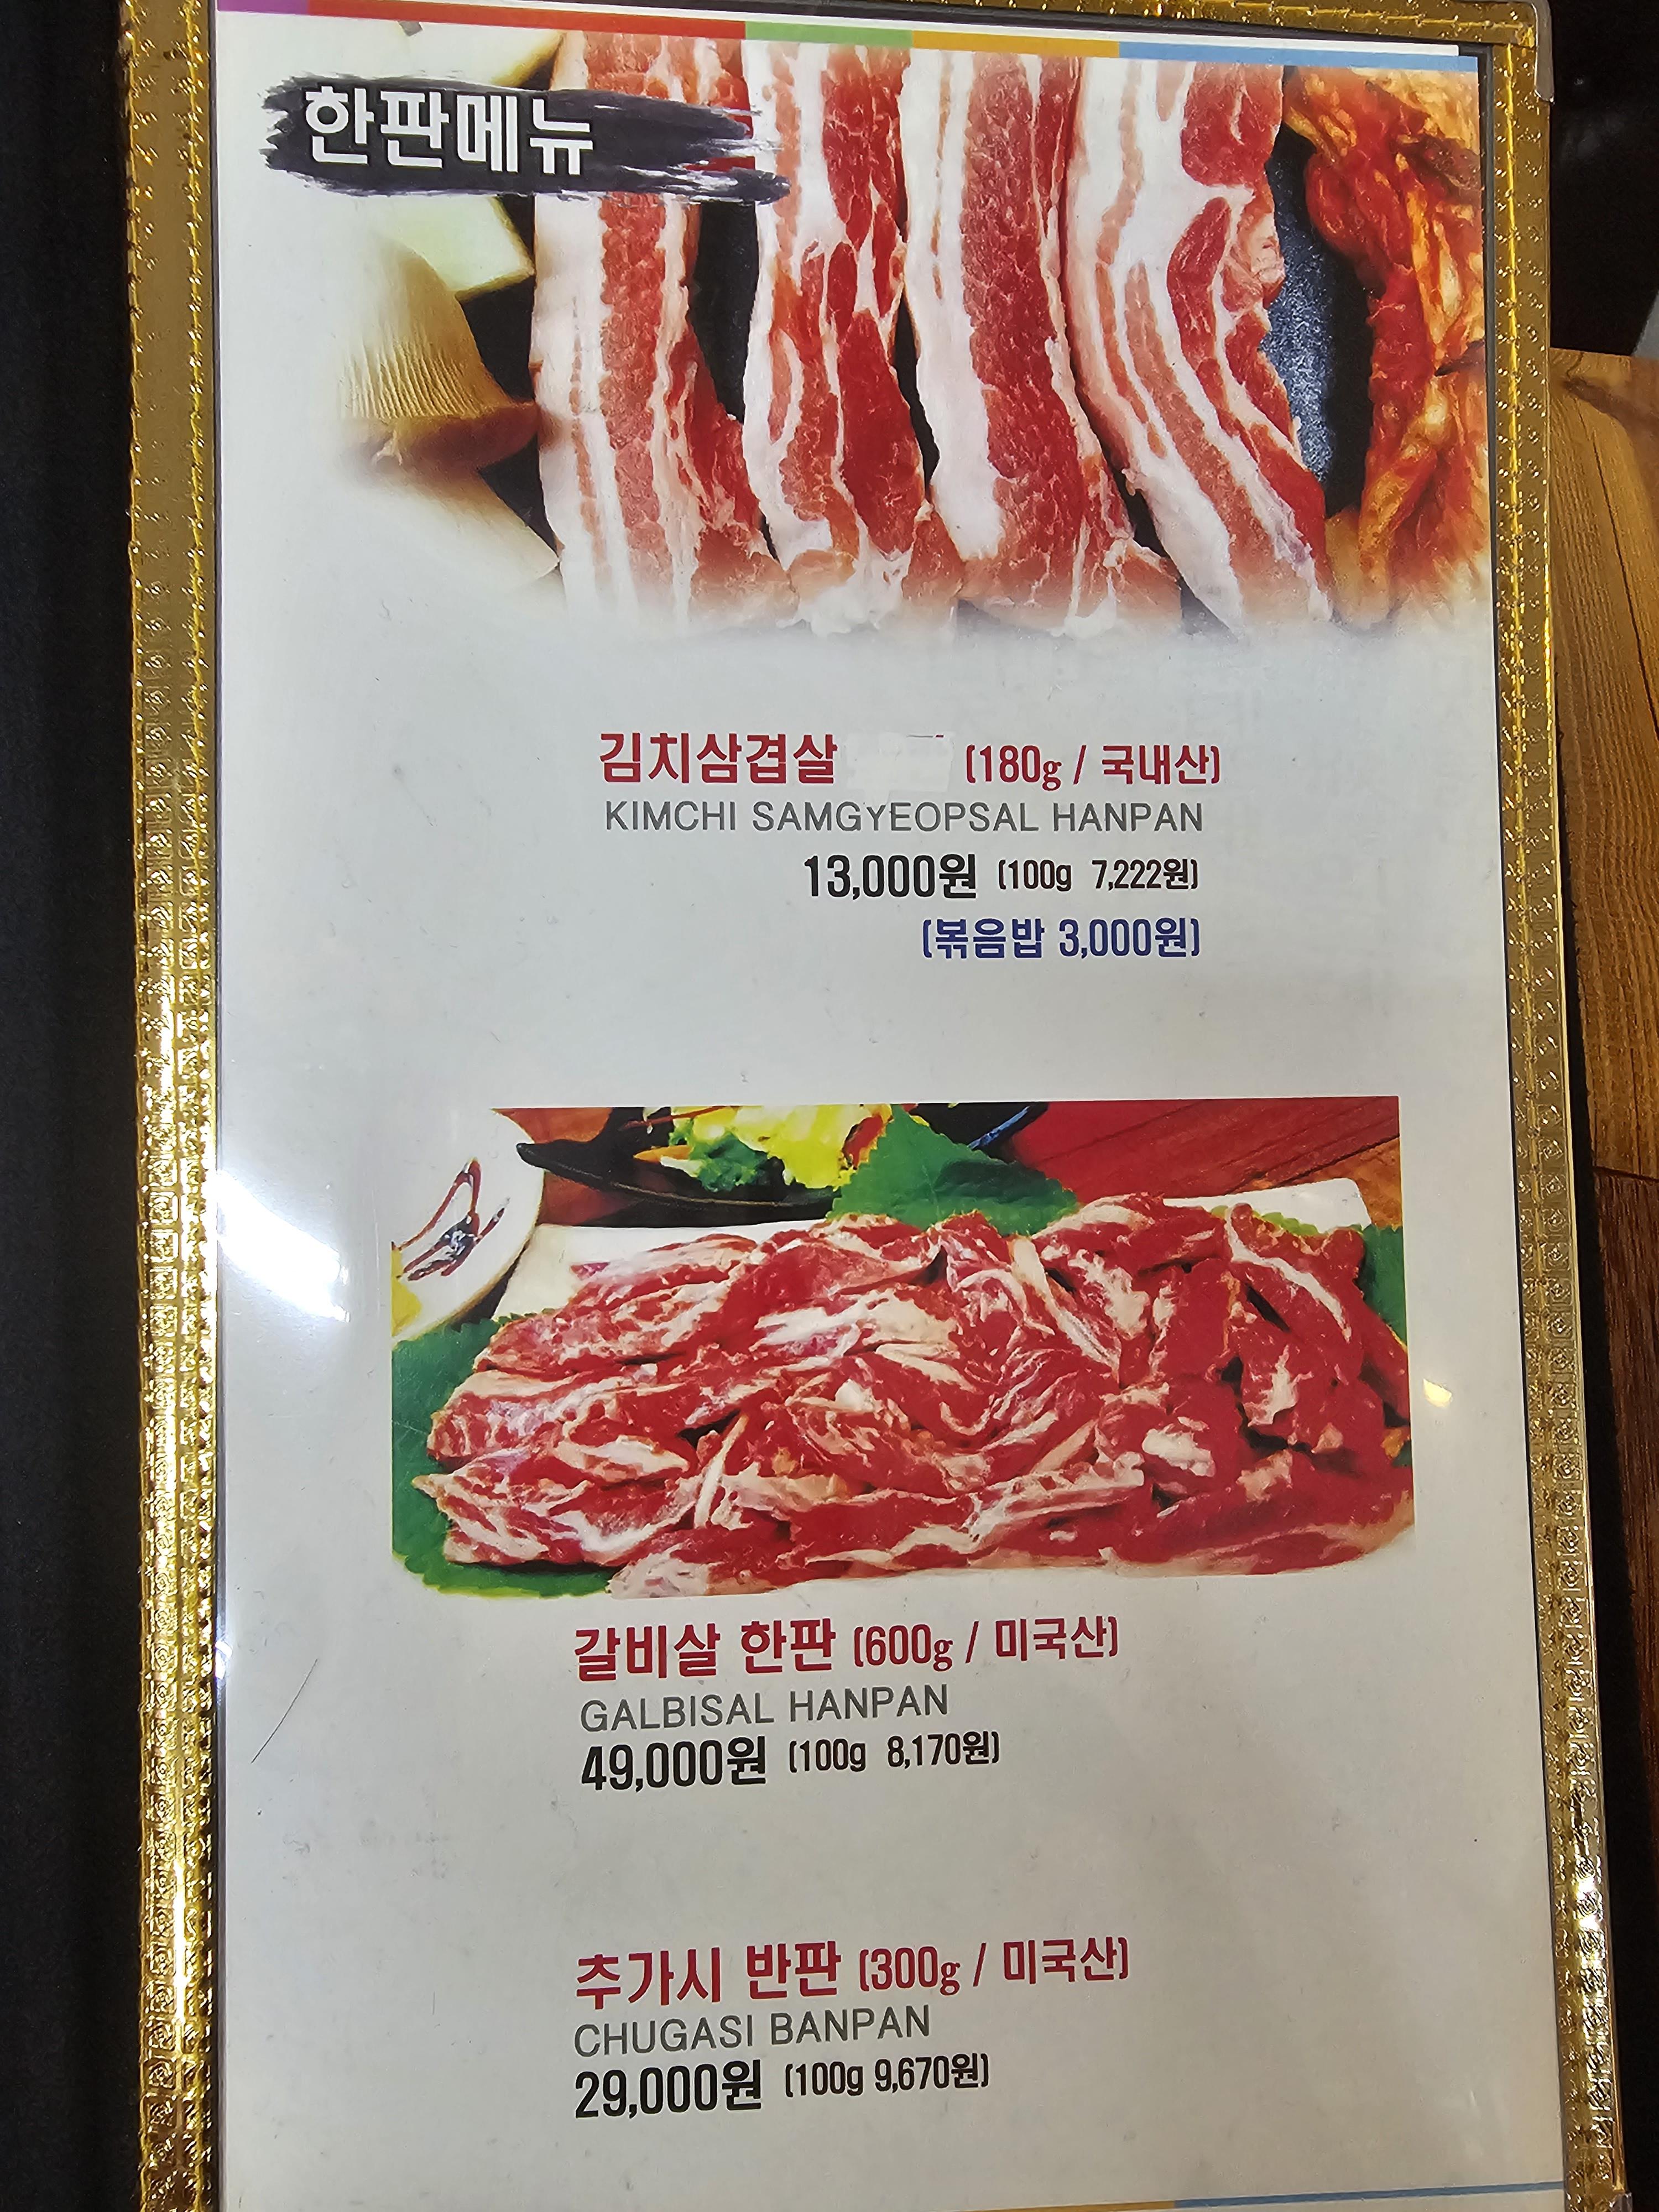 한판메뉴
김치삼겹살 (180g / 국내산)
KIMCHI SAMGYEOPSAL HANPAN
13,000원 (100g 7,222원)
(볶음밥 3,000원)
갈비살 한판 (600g / 미국산)
GALBISAL HANPAN
49,000원 (100g 8,170원)
추가시 반판 (300g / 미국산)
CHUGASI BANPAN
29,000원 (100g 9,670원)